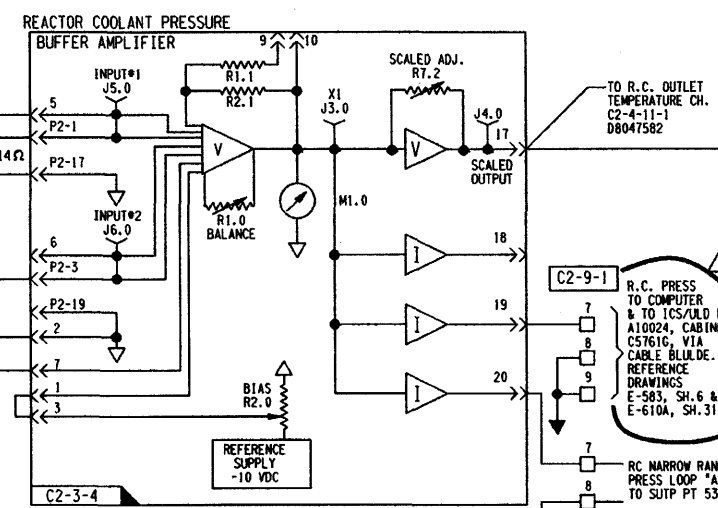 REACTOR COOLANT PRESSURE
BUFFER AMPLIFIER
9
10
R1.1
R2.1
INPUT#1
J5.0
5
P2-1
14Ω
P2-17
V
R1.0
BALANCE
M1.0
X1
J3.0
SCALED ADJ.
R7.2
V
J4.0
17
SCALED
OUTPUT
TO R.C. OUTLET
TEMPERATURE CH.
C2-4-11-1
D8047582
INPUT#2
J6.0
6
P2-3
P2-19
2
7
1
3
I
18
I
19
I
20
BIAS
R2.0
REFERENCE
SUPPLY
-10 VDC
C2-3-4
C2-9-1
7
8
9
R.C. PRESS
TO COMPUTER
& TO ICS/ULD
A10024, CABIN
C5761G, VIA
CABLE BLULDE.
REFERENCE
DRAWINGS
E-583, SH.6 &
E-610A, SH.31
7
8
RC NARROW RAN
PRESS LOOP "A
TO SUTP PT 53